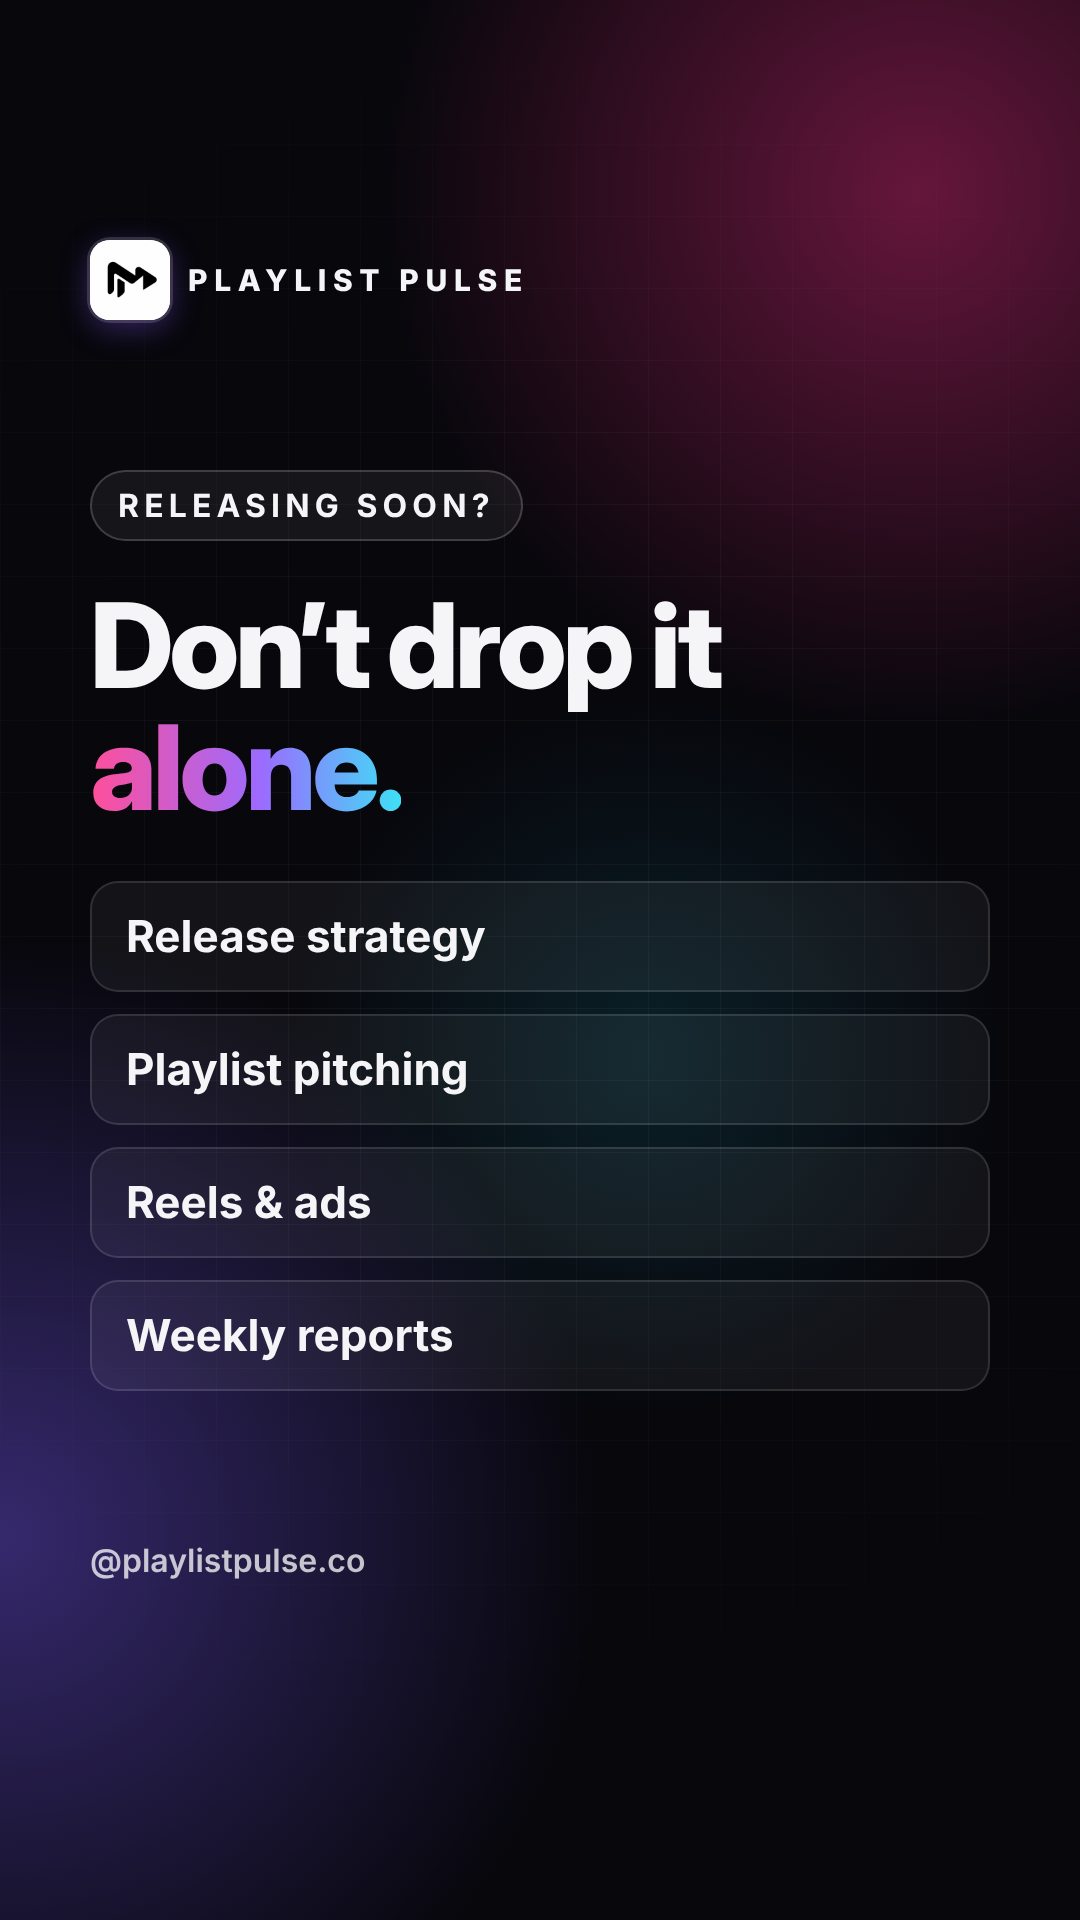 PLAYLIST PULSE
RELEASING SOON?
Don’t drop it
alone.
Release strategy
Playlist pitching
Reels & ads
Weekly reports
@playlistpulse.co